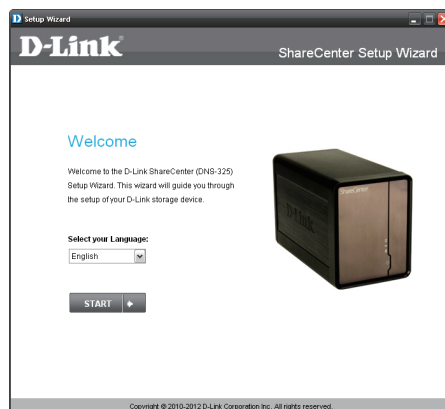 D Setup Wizard
D-Link®
ShareCenter Setup Wizard
Welcome
Welcome to the D-Link ShareCenter (DNS-325)
Setup Wizard. This wizard will guide you through
the setup of your D-Link storage device.
Select your Language:
English
START
ShareCenter
D-Link
Copyright © 2010-2012 D-Link Corporation Inc. All rights reserved.